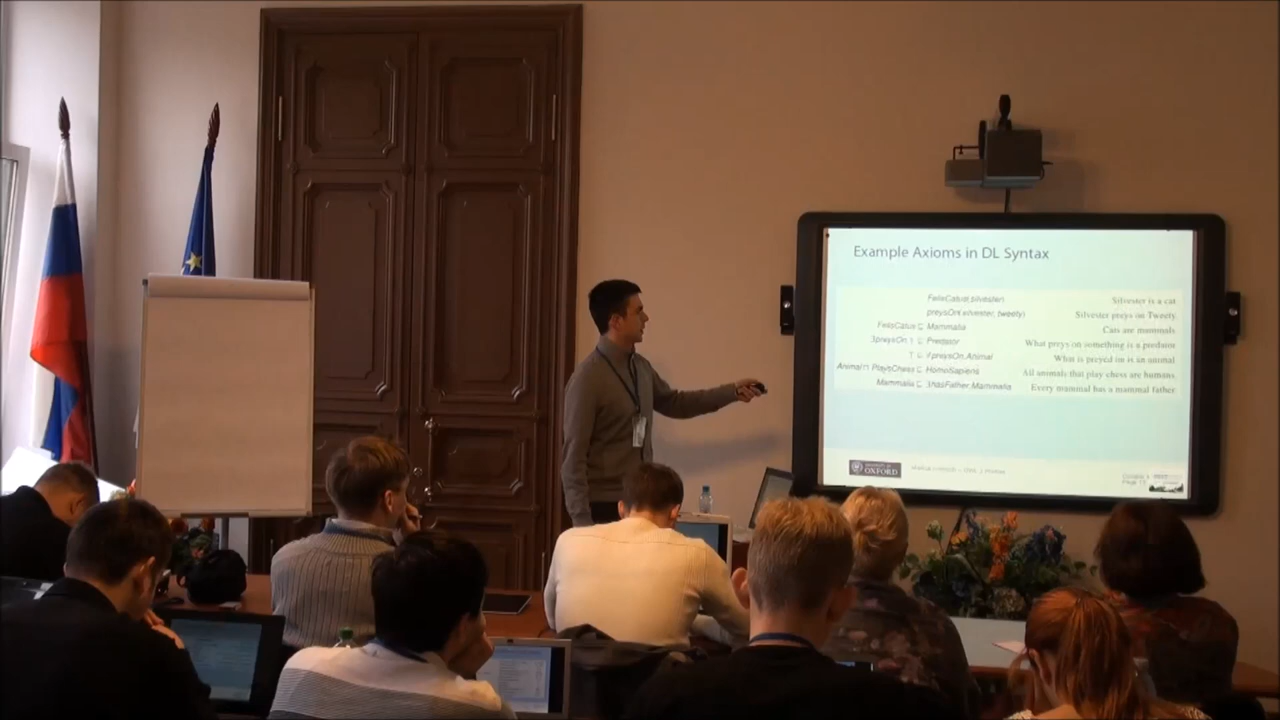 Example Axioms in DL Syntax
FelisCatus(silvester) Silvester is a cat
preysOn(silvester, tweety) Silvester preys on Tweety
FelisCatus ⊑ Mammalia Cats are mammals
∃preysOn.⊤ ⊑ Predator What preys on something is a predator
⊤ ⊑ ∀preysOn.Animal What is preyed on is an animal
Animal ⊓ PlaysChess ⊑ HomoSapiens All animals that play chess are humans
Mammalia ⊑ ∃hasFather.Mammalia Every mammal has a mammal father
UNIVERSITY OF
OXFORD